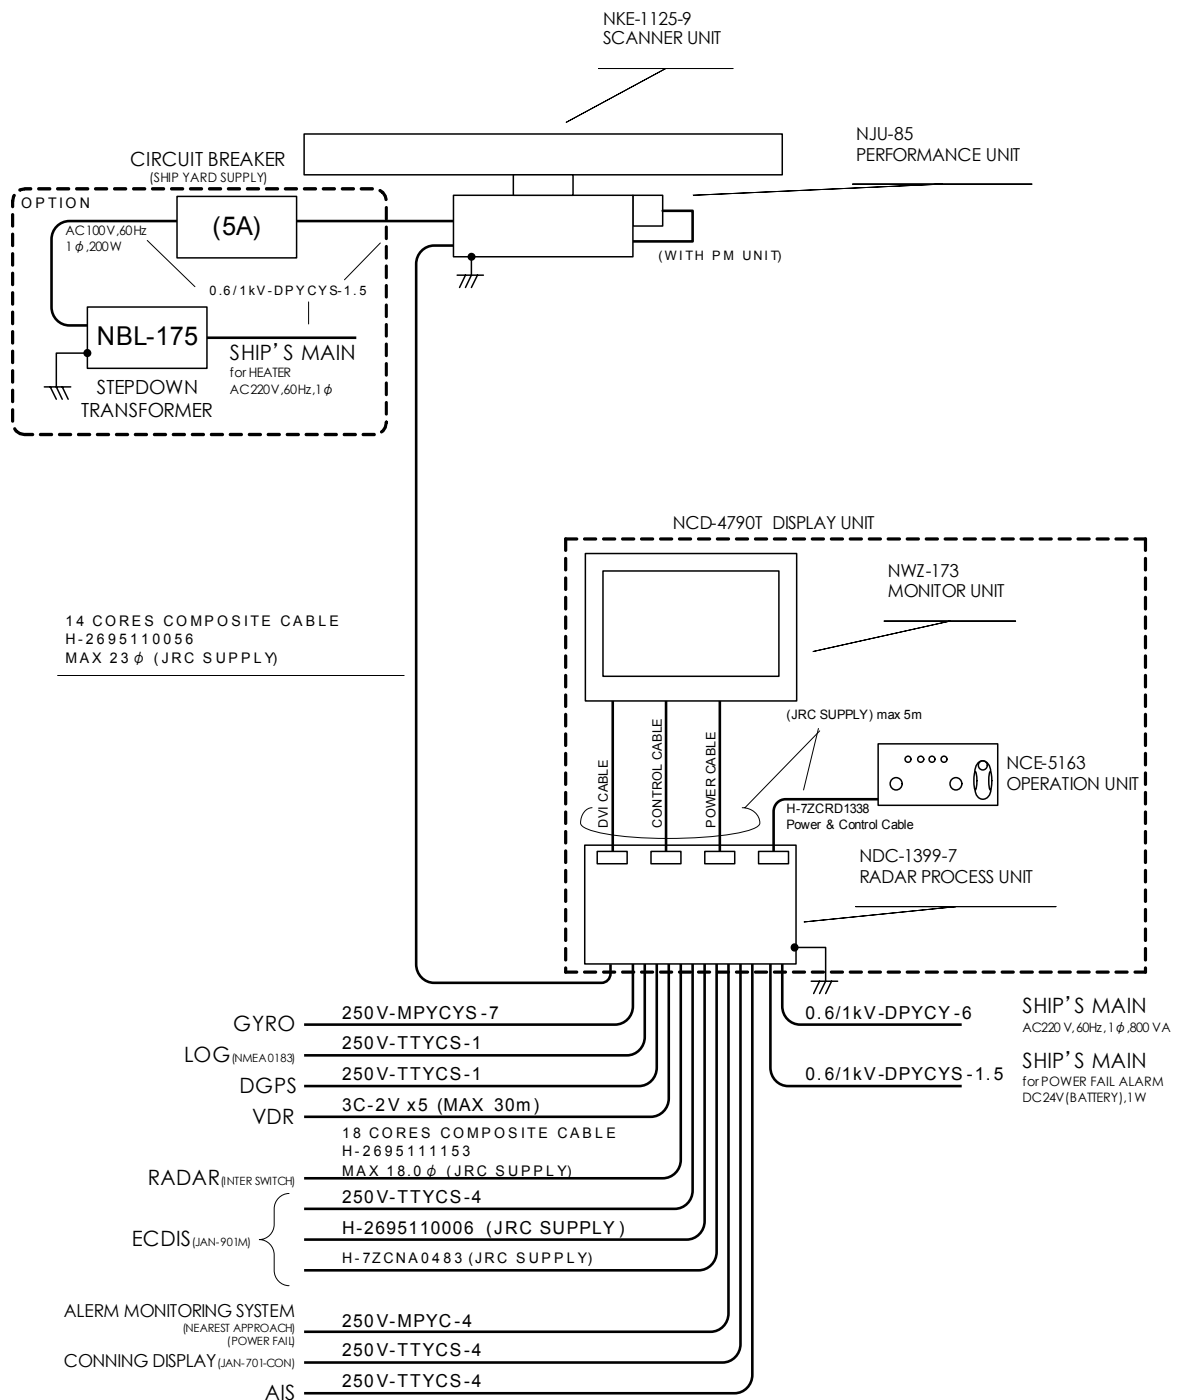 NKE-1125-9
SCANNER UNIT
NJU-85
PERFORMANCE UNIT
CIRCUIT BREAKER
(SHIP YARD SUPPLY)
OPTION
(5A)
AC100V,60Hz
1ϕ,200W
(WITH PM UNIT)
0.6/1kV-DPYCYS-1.5
NBL-175
SHIP'S MAIN
for HEATER
AC220V,60Hz,1ϕ
STEPDOWN
TRANSFORMER
NCD-4790T DISPLAY UNIT
NWZ-173
MONITOR UNIT
14 CORES COMPOSITE CABLE
H-2695110056
MAX 23ϕ (JRC SUPPLY)
(JRC SUPPLY) max 5m
DVI CABLE
CONTROL CABLE
POWER CABLE
NCE-5163
OPERATION UNIT
H-7ZCRD1338
Power & Control Cable
NDC-1399-7
RADAR PROCESS UNIT
GYRO 250V-MPYCYS-7
LOG(NMEA0183) 250V-TTYCS-1
DGPS 250V-TTYCS-1
VDR 3C-2V x5 (MAX 30m)
0.6/1kV-DPYCY-6
SHIP'S MAIN
AC220V,60Hz,1ϕ,800VA
0.6/1kV-DPYCYS-1.5
SHIP'S MAIN
for POWER FAIL ALARM
DC24V(BATTERY),1W
18 CORES COMPOSITE CABLE
H-2695111153
RADAR(INTER SWITCH) MAX 18.0ϕ (JRC SUPPLY)
250V-TTYCS-4
ECDIS(JAN-901M) H-2695110006 (JRC SUPPLY)
H-7ZCNA0483 (JRC SUPPLY)
ALERM MONITORING SYSTEM
(NEAREST APPROACH)
(POWER FAIL)
250V-MPYC-4
CONNING DISPLAY(JAN-701-CON) 250V-TTYCS-4
AIS 250V-TTYCS-4